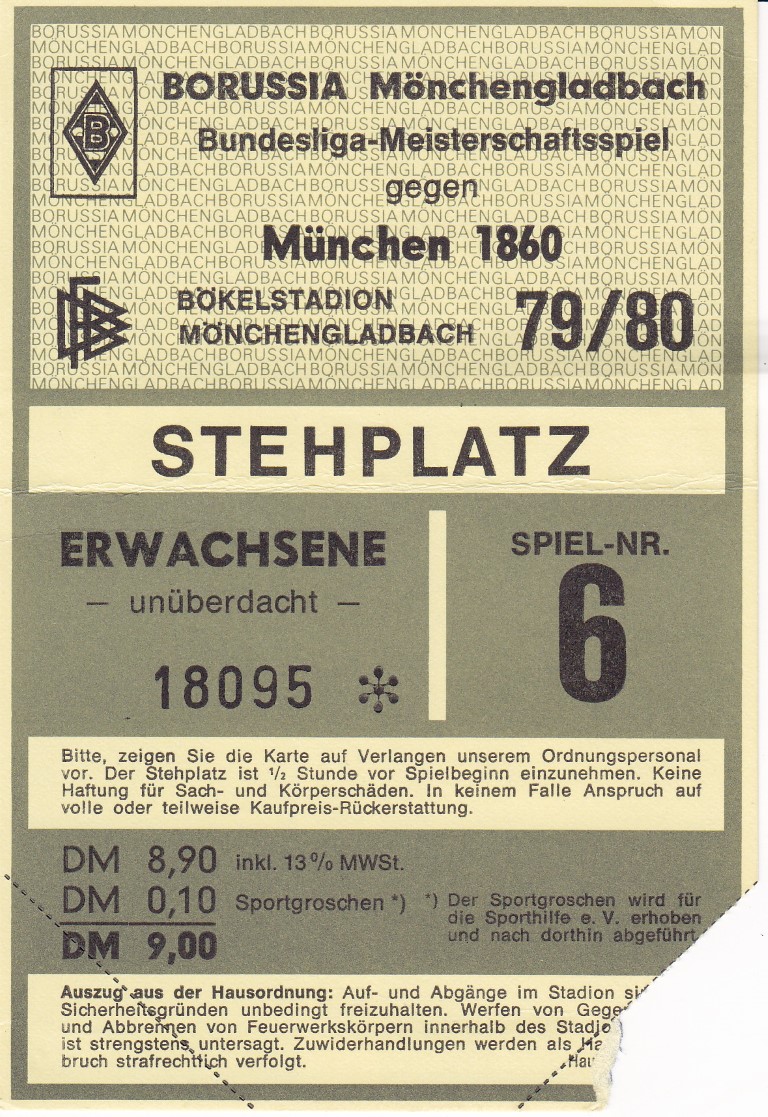 BORUSSIA Mönchengladbach
Bundesliga-Meisterschaftsspiel
gegen
München 1860
B
DFB
BÖKELSTADION
MÖNCHENGLADBACH
79/80
STEHPLATZ
ERWACHSENE
– unüberdacht –
18095
SPIEL-NR.
6
Bitte, zeigen Sie die Karte auf Verlangen unserem Ordnungspersonal
vor. Der Stehplatz ist ½ Stunde vor Spielbeginn einzunehmen. Keine
Haftung für Sach- und Körperschäden. In keinem Falle Anspruch auf
volle oder teilweise Kaufpreis-Rückerstattung.
DM 8,90 inkl. 13% MWSt.
DM 0,10 Sportgroschen *)
DM 9,00
*) Der Sportgroschen wird für
die Sporthilfe e. V. erhoben
und nach dorthin abgeführt
Auszug aus der Hausordnung: Auf- und Abgänge im Stadion
Sicherheitsgründen unbedingt freizuhalten. Werfen von
und Abbrennen von Feuerwerkskörpern innerhalb des
ist strengstens untersagt. Zuwiderhandlungen werden als
bruch strafrechtlich verfolgt.